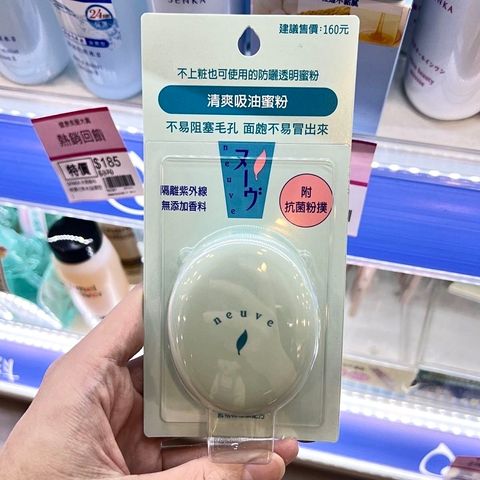 SENKA
建議售價:160元
不上粧也可使用的防曬透明蜜粉
清爽吸油蜜粉
不易阻塞毛孔 面皰不易冒出來
neuve
ヌーヴ
隔離紫外線
無添加香料
附
抗菌粉撲
neuve
熱銷回饋
特價
$185